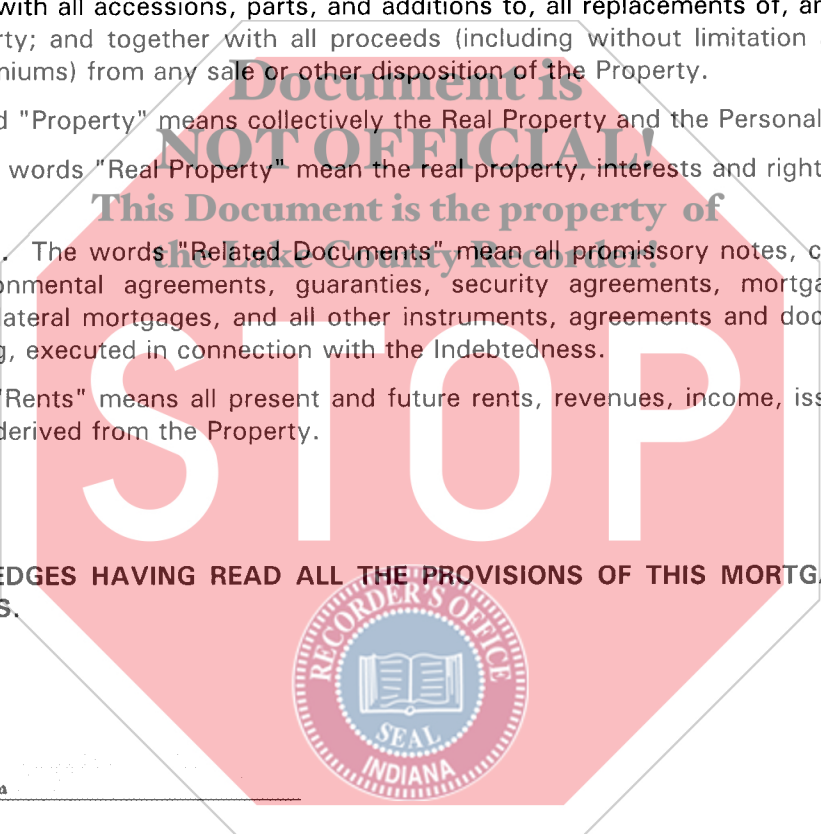 with all accessions, parts, and additions to, all replacements of, an
rty; and together with all proceeds (including without limitation
niums) from any sale or other disposition of the Property.
Document is
d "Property" means collectively the Real Property and the Personal
NOT OFFICIAL!
words "Real Property" mean the real property, interests and right
This Document is the property of
. The words "Related Documents" mean all promissory notes, c
the Lake County Recorder!
onmental agreements, guaranties, security agreements, mortga
lateral mortgages, and all other instruments, agreements and doc
g, executed in connection with the Indebtedness.
"Rents" means all present and future rents, revenues, income, iss
derived from the Property.
STOP
EDGES HAVING READ ALL THE PROVISIONS OF THIS MORTGA
S.
RECORDER'S OFFICE
SEAL
INDIANA